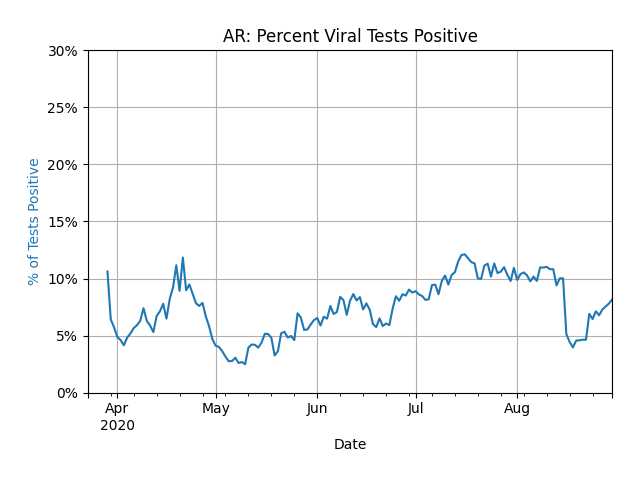 AR: Percent Viral Tests Positive
30%
25%
20%
15%
10%
5%
0%
% of Tests Positive
Apr May Jun Jul Aug
2020
Date